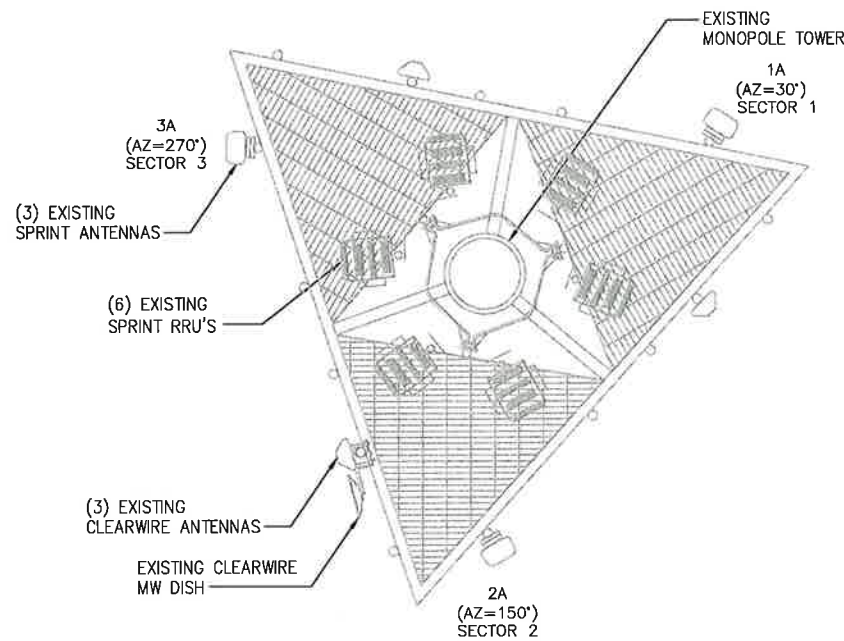 EXISTING
MONOPOLE TOWER
1A
(AZ=30°)
SECTOR 1
3A
(AZ=270°)
SECTOR 3
(3) EXISTING
SPRINT ANTENNAS
(6) EXISTING
SPRINT RRU'S
(3) EXISTING
CLEARWIRE ANTENNAS
EXISTING CLEARWIRE
MW DISH
2A
(AZ=150°)
SECTOR 2